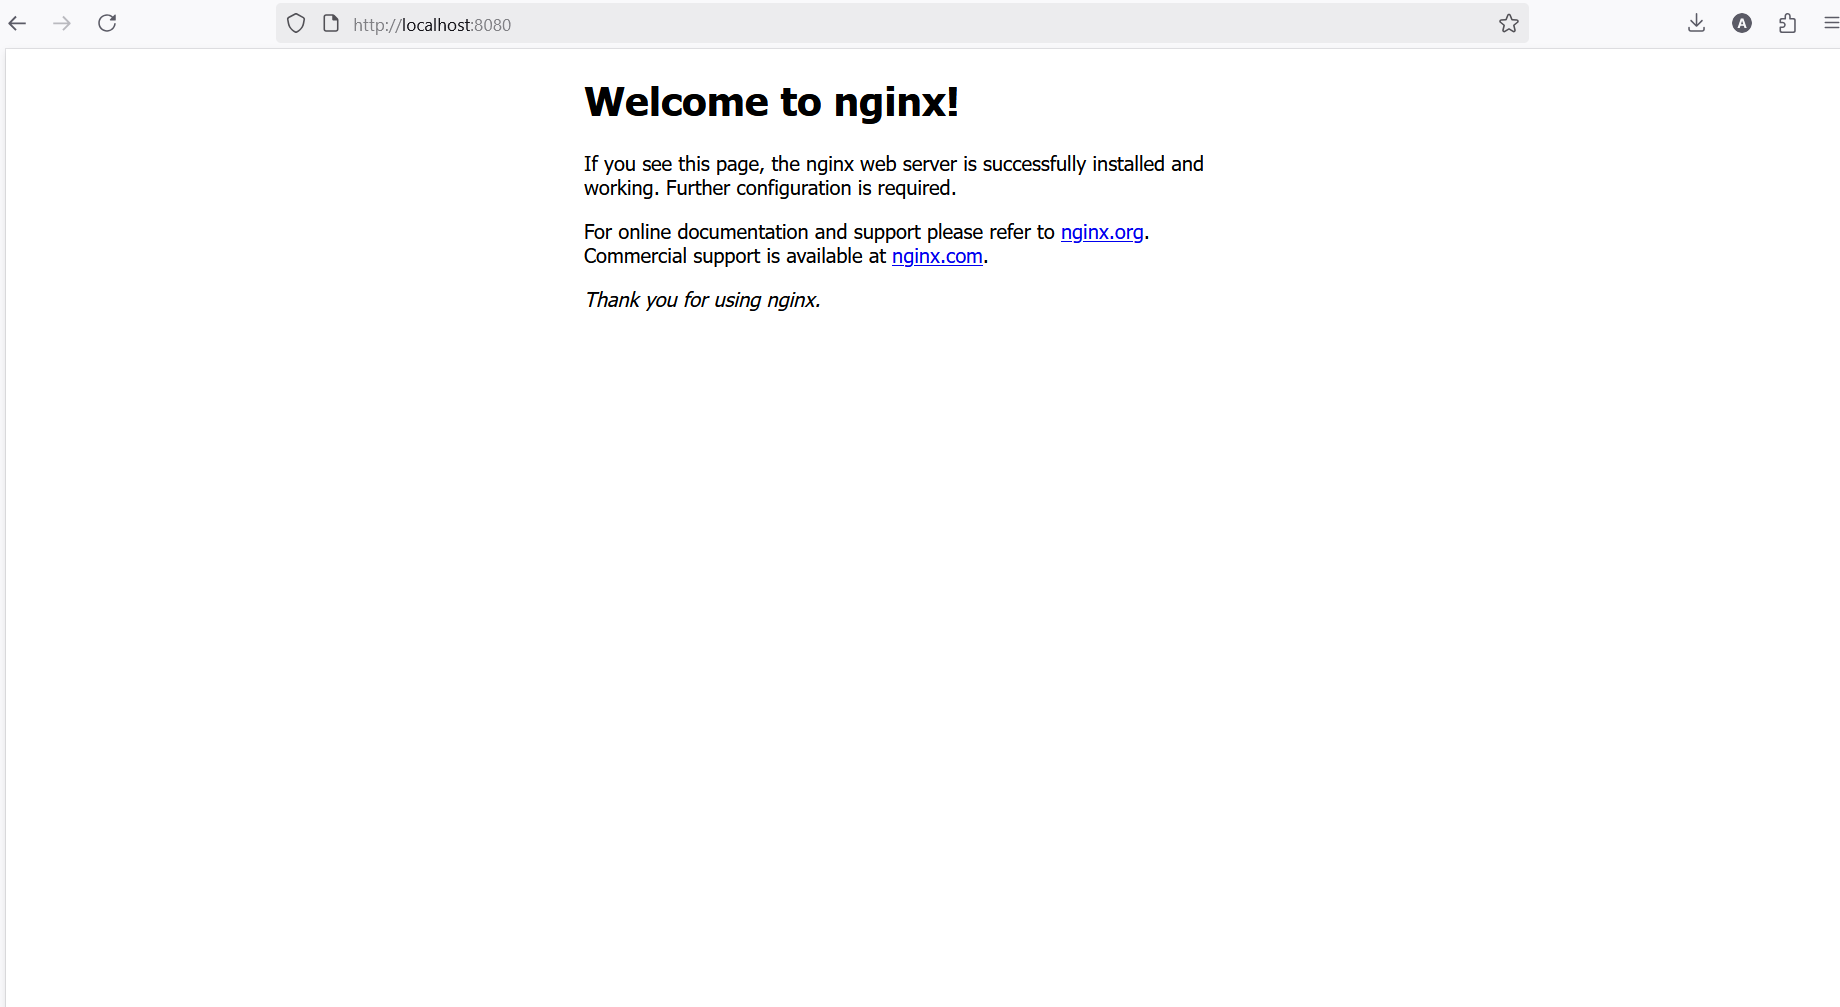 http://localhost:8080
A
Welcome to nginx!
If you see this page, the nginx web server is successfully installed and
working. Further configuration is required.
For online documentation and support please refer to nginx.org.
Commercial support is available at nginx.com.
Thank you for using nginx.